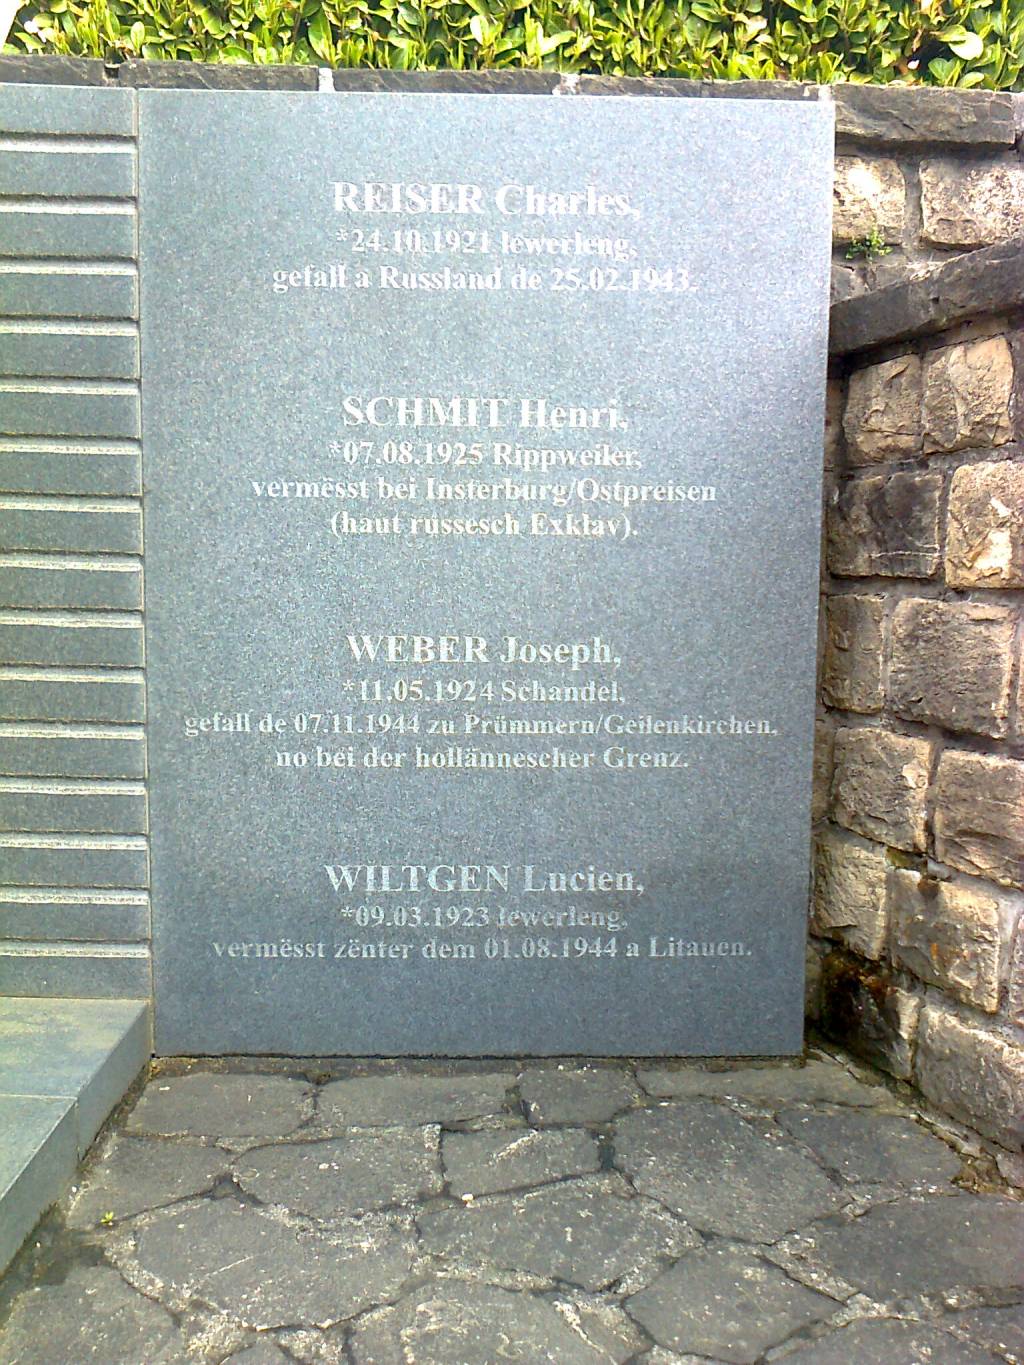 REISER Charles,
*24.10.1921 Iewerleng,
gefall a Russland de 25.02.1943.
SCHMIT Henri,
*07.08.1925 Rippweiler,
vermësst bei Insterburg/Ostpreisen
(haut russesch Exklav).
WEBER Joseph,
*11.05.1924 Schandel,
gefall de 07.11.1944 zu Prümmern/Geilenkirchen,
no bei der hollännescher Grenz.
WILTGEN Lucien,
*09.03.1923 Iewerleng,
vermësst zënter dem 01.08.1944 a Litauen.